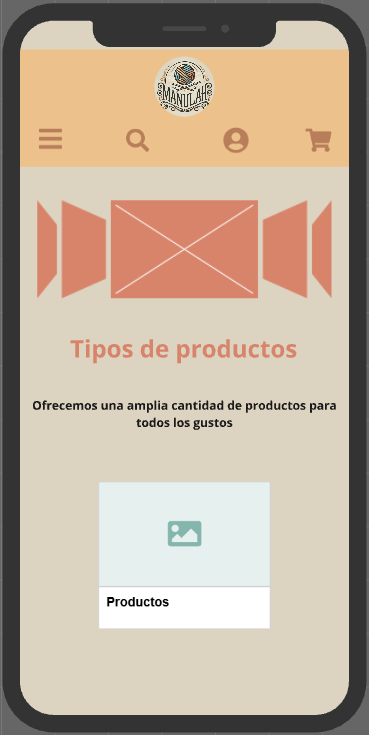 MANULAH
Tipos de productos
Ofrecemos una amplia cantidad de productos para
todos los gustos
Productos